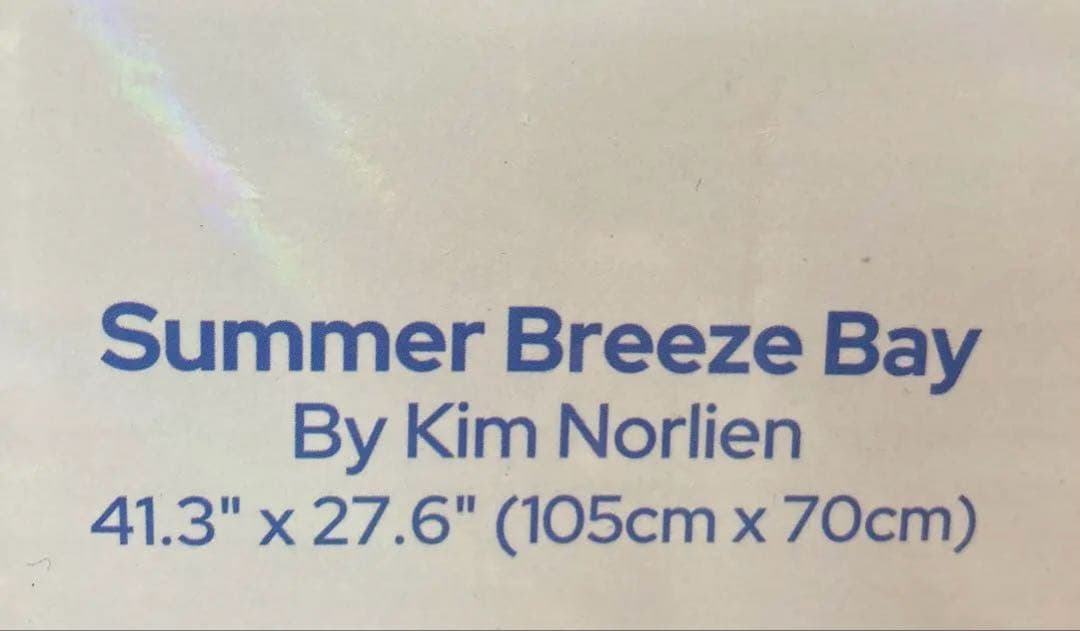 Summer Breeze Bay
By Kim Norlien
41.3" x 27.6" (105cm x 70cm)